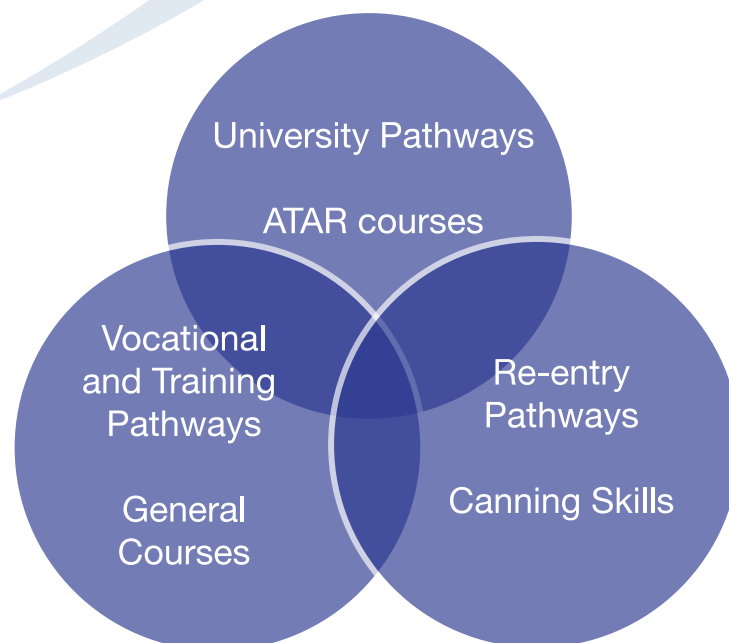 University Pathways
ATAR courses
Vocational
and Training
Pathways
General
Courses
Re-entry
Pathways
Canning Skills